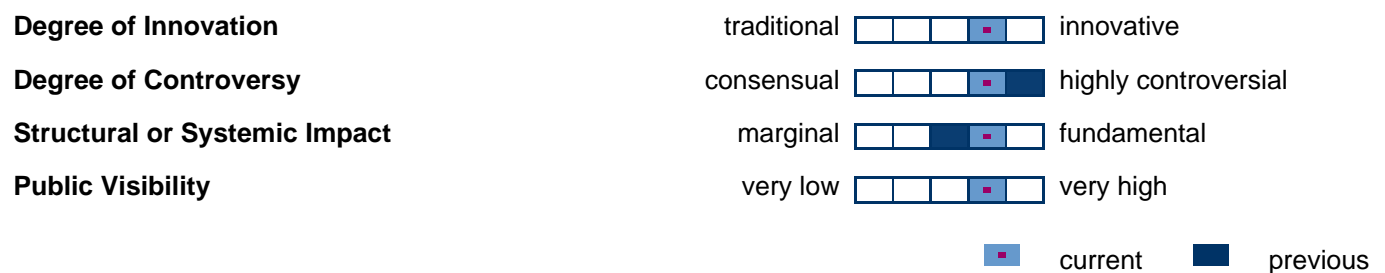 Degree of Innovation traditional innovative
Degree of Controversy consensual highly controversial
Structural or Systemic Impact marginal fundamental
Public Visibility very low very high
current previous